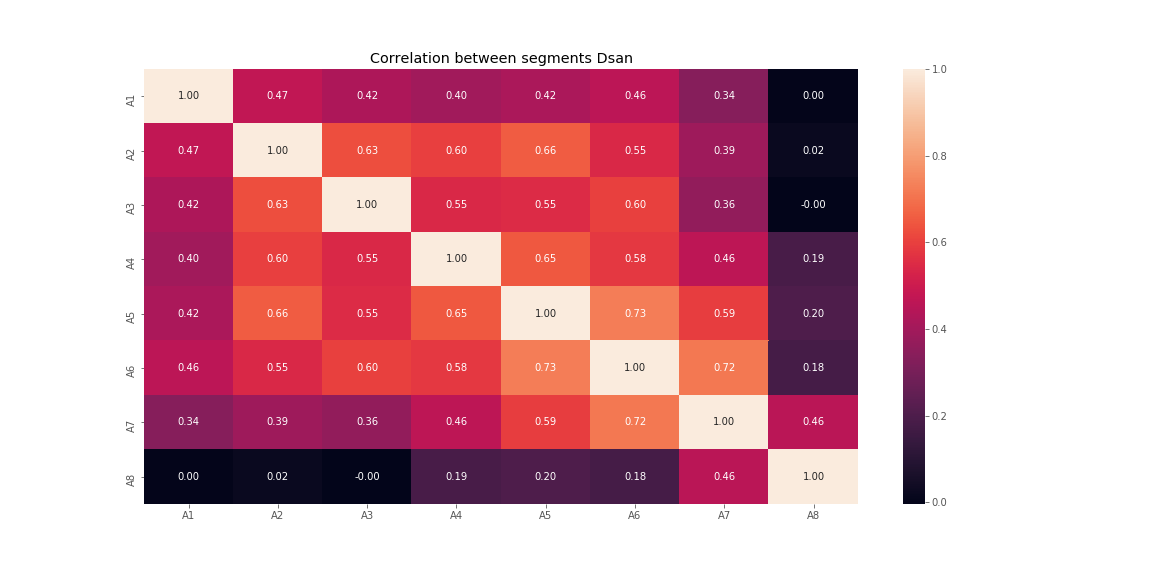 Correlation between segments Dsan
A1 1.00 0.47 0.42 0.40 0.42 0.46 0.34 0.00
A2 0.47 1.00 0.63 0.60 0.66 0.55 0.39 0.02
A3 0.42 0.63 1.00 0.55 0.55 0.60 0.36 -0.00
A4 0.40 0.60 0.55 1.00 0.65 0.58 0.46 0.19
A5 0.42 0.66 0.55 0.65 1.00 0.73 0.59 0.20
A6 0.46 0.55 0.60 0.58 0.73 1.00 0.72 0.18
A7 0.34 0.39 0.36 0.46 0.59 0.72 1.00 0.46
A8 0.00 0.02 -0.00 0.19 0.20 0.18 0.46 1.00
A1 A2 A3 A4 A5 A6 A7 A8
1.0
0.8
0.6
0.4
0.2
0.0